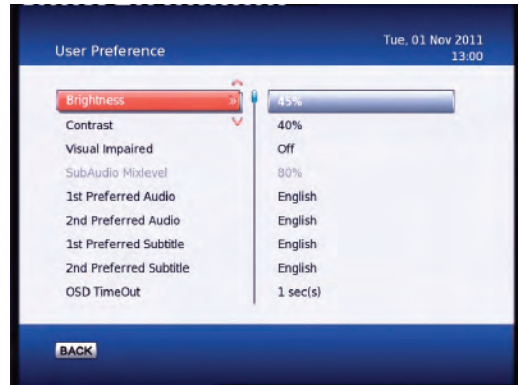 User Preference
Tue, 01 Nov 2011
13:00
Brightness 45%
Contrast 40%
Visual Impaired Off
SubAudio Mixlevel 80%
1st Preferred Audio English
2nd Preferred Audio English
1st Preferred Subtitle English
2nd Preferred Subtitle English
OSD TimeOut 1 sec(s)
BACK